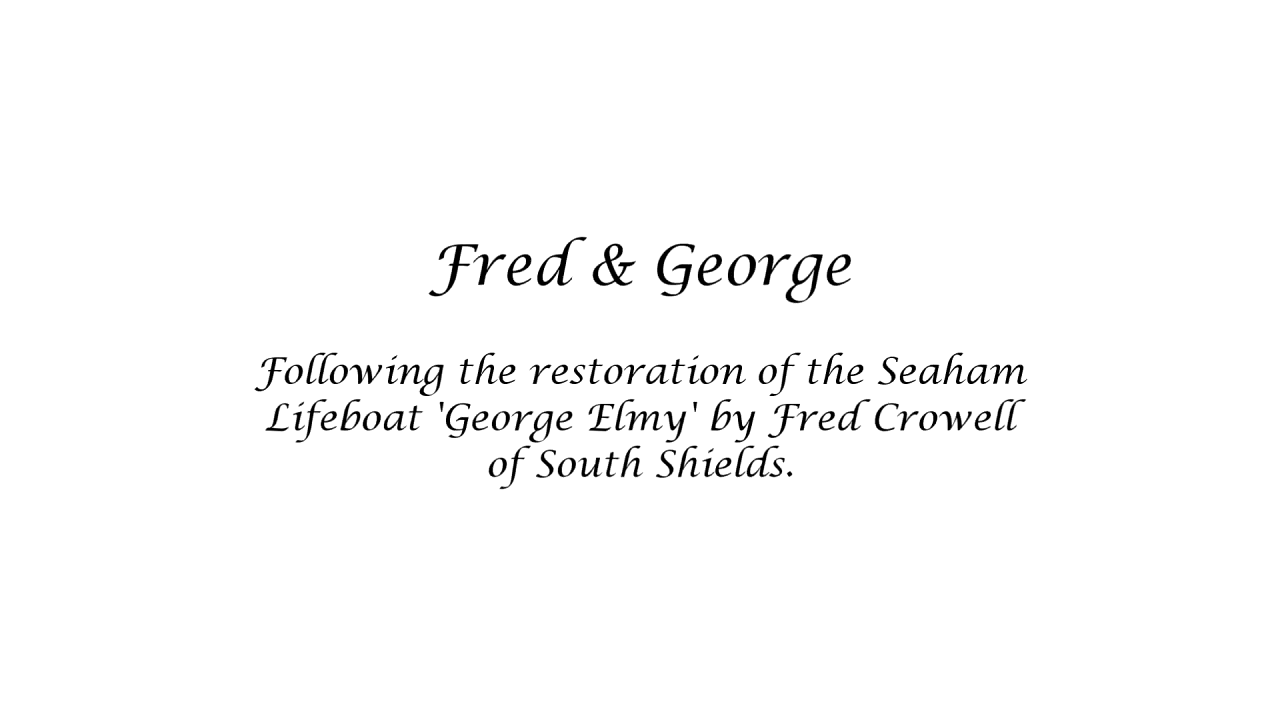 Fred & George
Following the restoration of the Seaham
Lifeboat 'George Elmy' by Fred Crowell
of South Shields.